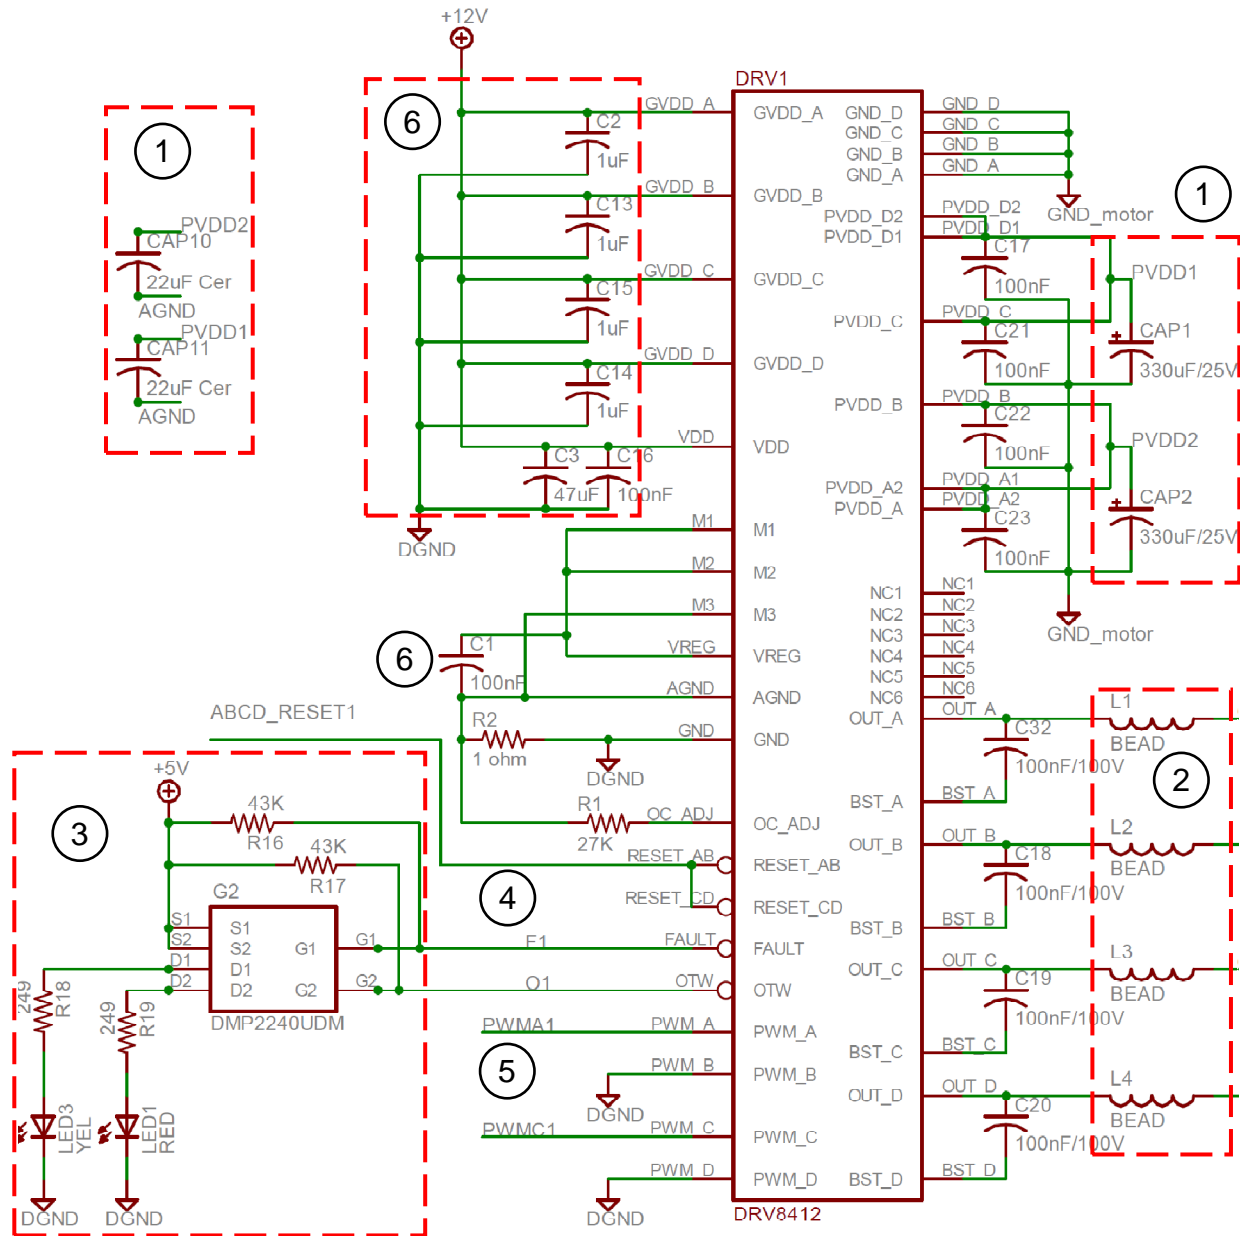 +12V
DRV1
1
6
GVDD_A
GVDD_A
C2
1uF
GVDD_B
GVDD_B
C13
1uF
GVDD_C
GVDD_C
C15
1uF
GVDD_D
GVDD_D
C14
1uF
VDD
VDD
C3
47uF
C16
100nF
DGND
PVDD2
CAP10
22uF Cer
AGND
PVDD1
CAP11
22uF Cer
AGND
GND_D
GND_D
GND_C
GND_C
GND_B
GND_B
GND_A
GND_A
GND_motor
1
PVDD_D2
PVDD_D2
PVDD_D1
PVDD_D1
C17
100nF
PVDD1
PVDD_C
PVDD_C
C21
100nF
CAP1
330uF/25V
PVDD_B
PVDD_B
C22
100nF
PVDD2
PVDD_A2
PVDD_A1
PVDD_A
PVDD_A2
C23
100nF
CAP2
330uF/25V
M1
M1
M2
M2
M3
M3
6
C1
100nF
VREG
VREG
AGND
AGND
R2
1 ohm
GND
GND
DGND
R1
27K
OC_ADJ
OC_ADJ
ABCD_RESET1
RESET_AB
RESET_AB
RESET_CD
RESET_CD
4
F1
FAULT
FAULT
O1
OTW
OTW
PWMA1
PWM_A
PWM_A
5
PWM_B
PWM_B
DGND
PWMC1
PWM_C
PWM_C
PWM_D
PWM_D
DGND
NC1
NC1
NC2
NC2
NC3
NC3
NC4
NC4
NC5
NC5
NC6
NC6
GND_motor
OUT_A
OUT_A
L1
BEAD
C32
100nF/100V
2
BST_A
BST_A
OUT_B
OUT_B
L2
BEAD
C18
100nF/100V
BST_B
BST_B
OUT_C
OUT_C
L3
BEAD
C19
100nF/100V
BST_C
BST_C
OUT_D
OUT_D
L4
BEAD
C20
100nF/100V
BST_D
BST_D
DRV8412
+5V
3
43K
R16
43K
R17
G2
S1
S1
S2
S2
D1
D1
D2
D2
G1
G1
G2
G2
DMP2240UDM
249
R18
249
R19
LED3
YEL
LED1
RED
DGND
DGND